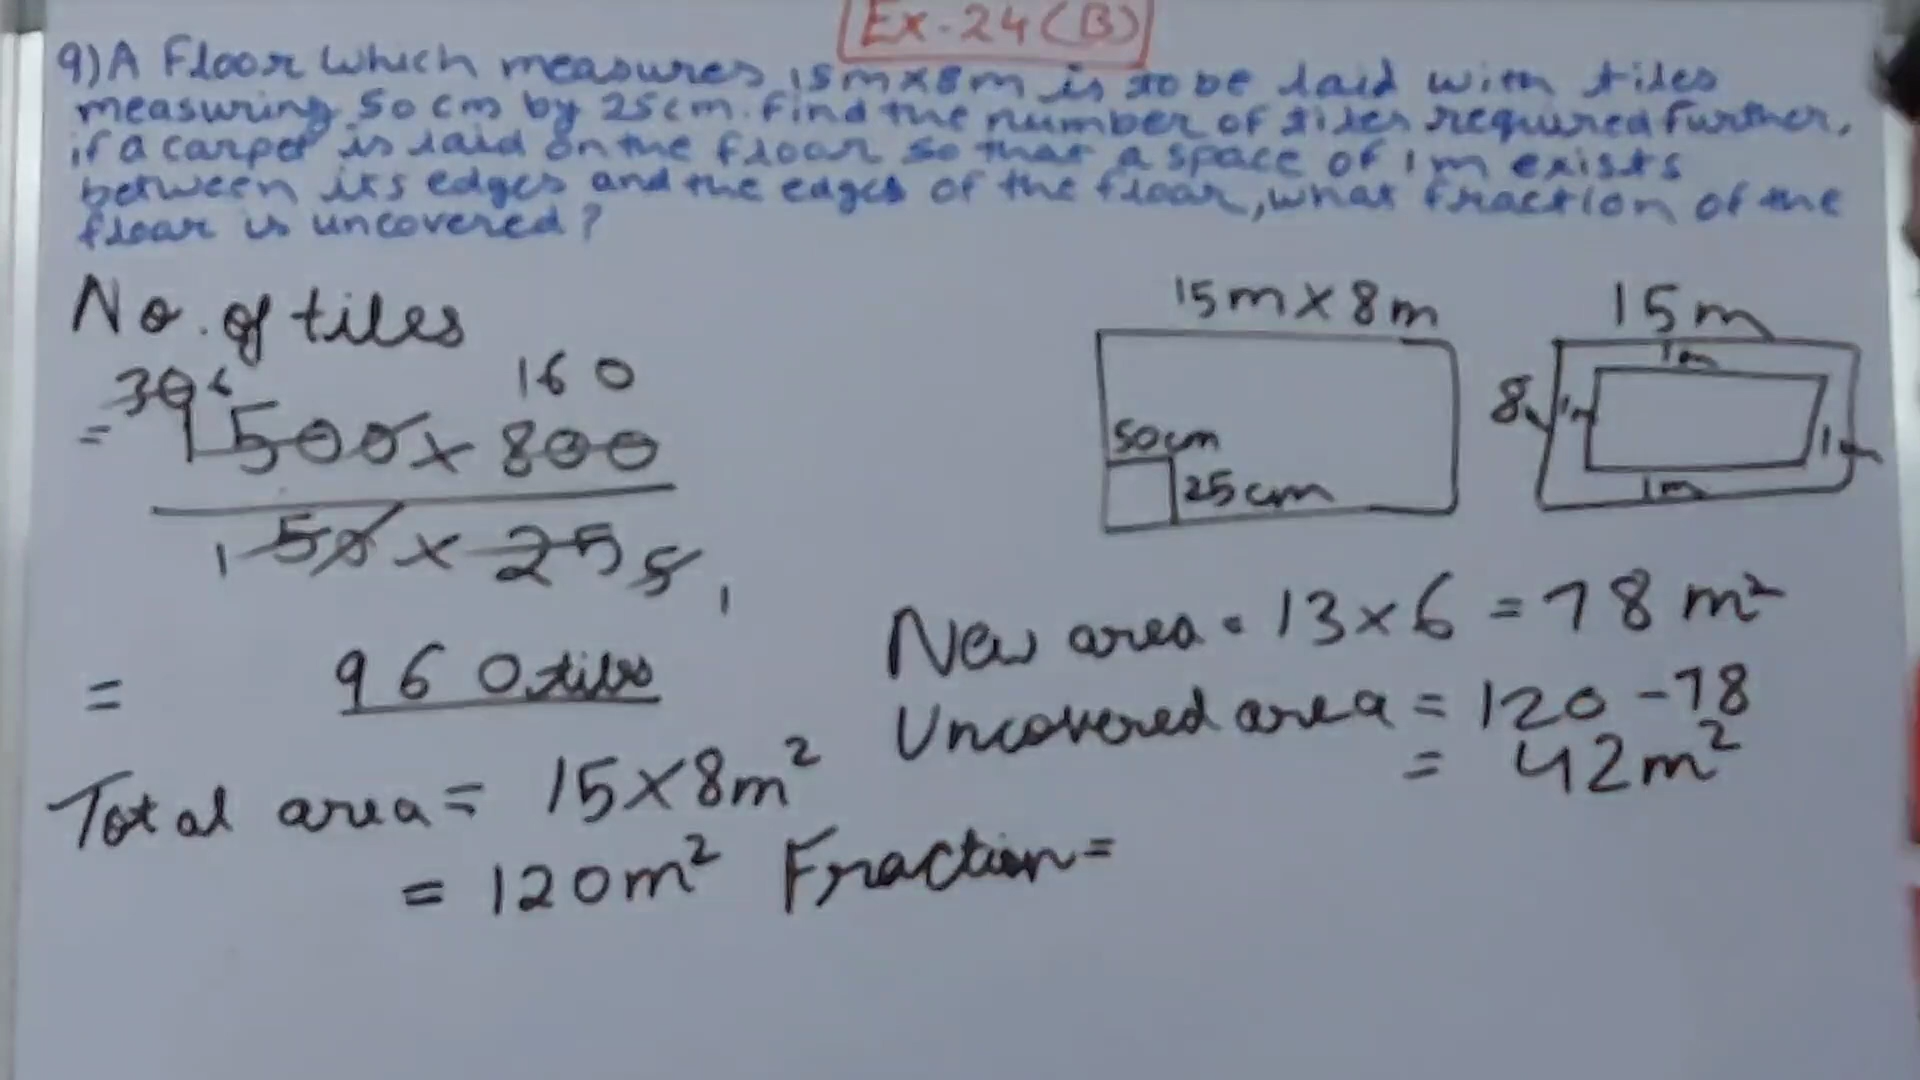 Ex-24(B)
9) A Floor which measures 15m x 8m is to be laid with tiles
measuring 50 cm by 25cm. Find the number of tiles required further,
if a carpet is laid on the floor so that a space of 1m exists
between its edges and the edges of the floor, what fraction of the
floor is uncovered?
No. of tiles
15m x 8m
15m
160
= 1500 x 800
50 x 25 5
1
1
50cm
25cm
8
1m
1m
1m
1m
= 960 tiles
New area = 13 x 6 = 78 m²
Uncovered area = 120 - 78
= 42m²
Total area = 15 x 8m²
= 120m²
Fraction =